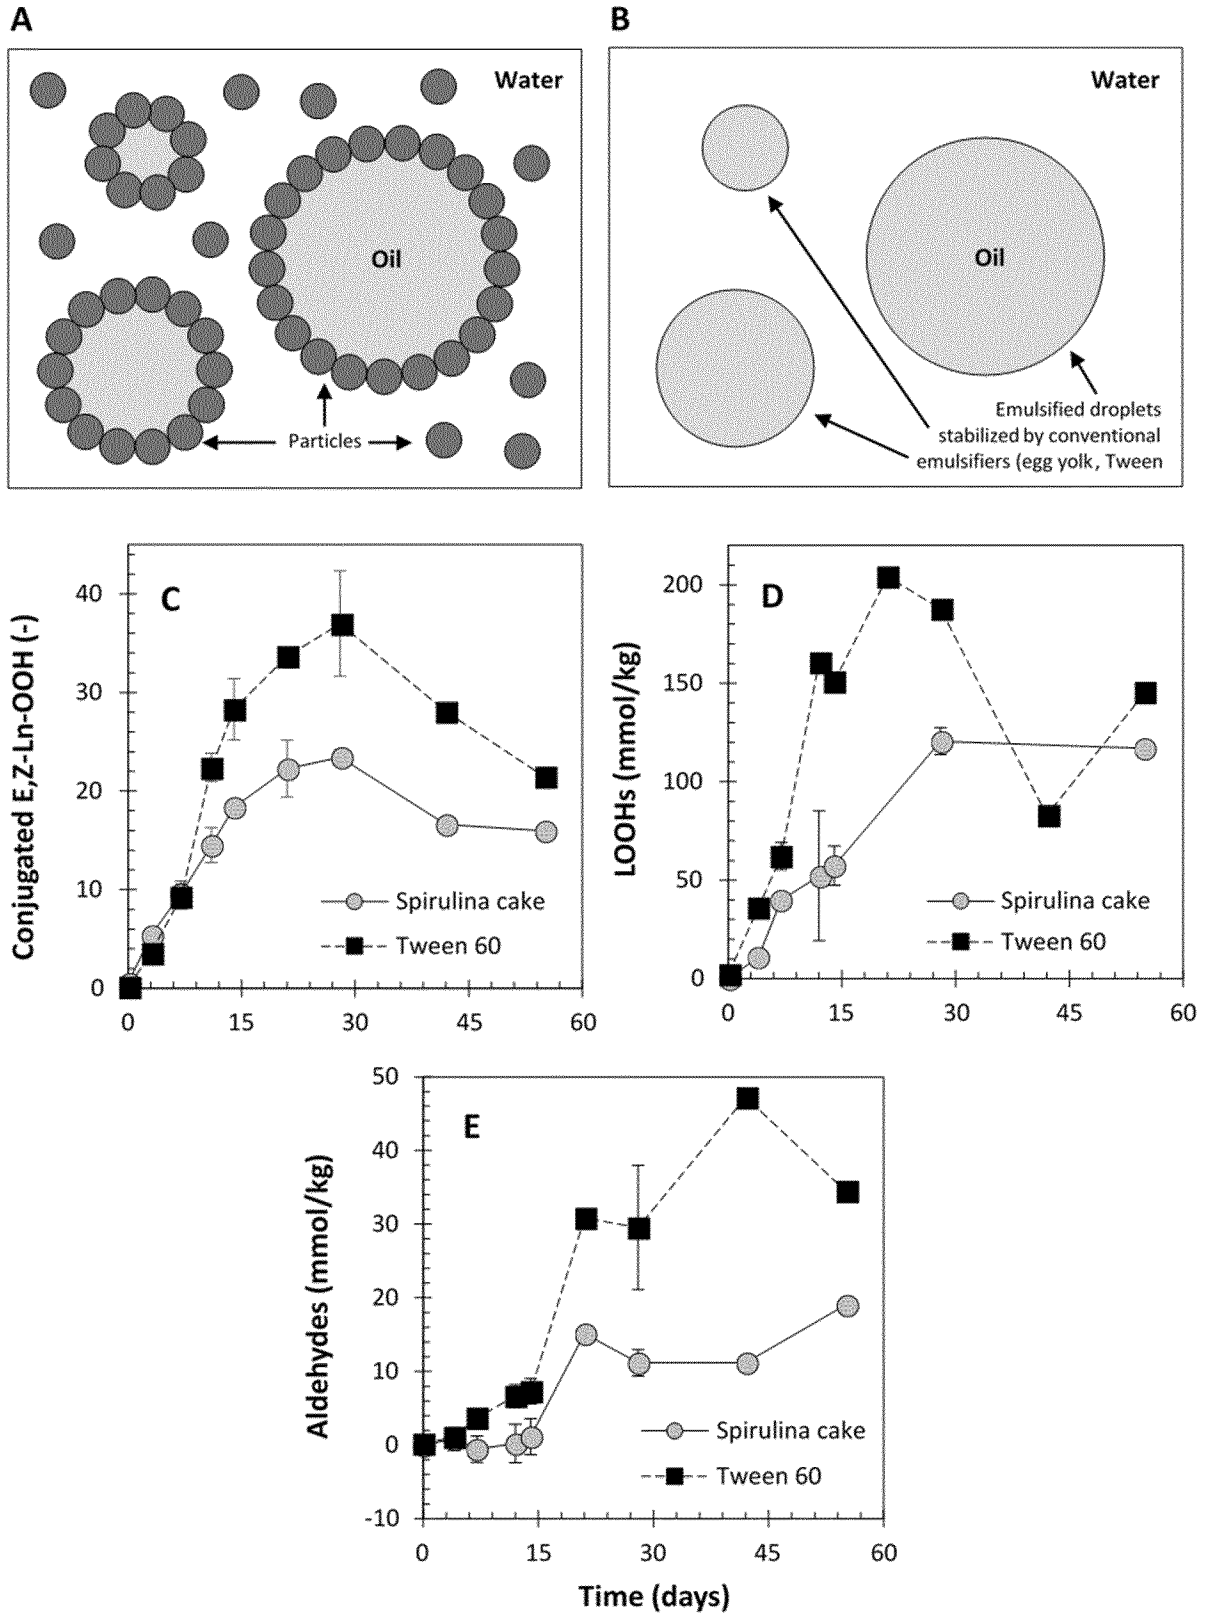 A
B
Water
Oil
Particles
Water
Oil
Emulsified droplets
stabilized by conventional
emulsifiers (egg yolk, Tween
C
Conjugated E,Z-Ln-OOH (-)
40
30
20
10
0
0 15 30 45 60
Spirulina cake
Tween 60
D
LOOHs (mmol/kg)
200
150
100
50
0
0 15 30 45 60
Spirulina cake
Tween 60
E
Aldehydes (mmol/kg)
50
40
30
20
10
0
-10
0 15 30 45 60
Spirulina cake
Tween 60
Time (days)